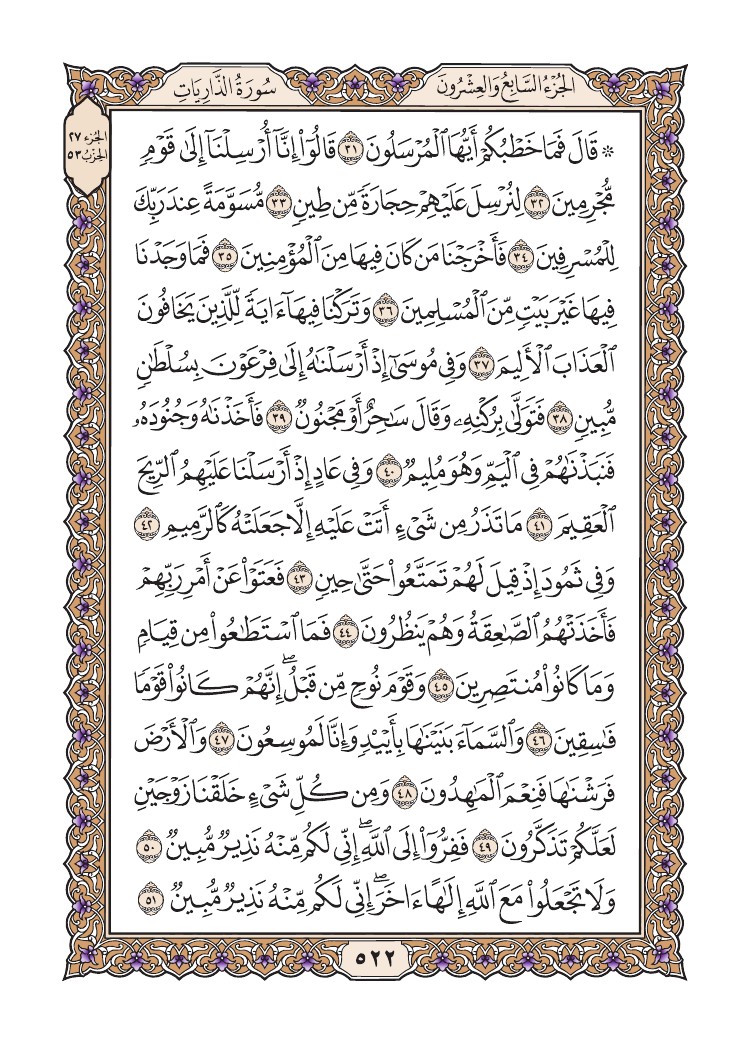 الجزء السابع والعشرون
سورة الذاريات
الجزء ٢٧
الحزب ٥٣
۞ قَالَ فَمَا خَطْبُكُمْ أَيُّهَا ٱلْمُرْسَلُونَ ٣١ قَالُوٓا۟ إِنَّآ أُرْسِلْنَآ إِلَىٰ قَوْمٍ
مُّجْرِمِينَ ٣٢ لِنُرْسِلَ عَلَيْهِمْ حِجَارَةً مِّن طِينٍ ٣٣ مُّسَوَّمَةً عِندَ رَبِّكَ
لِلْمُسْرِفِينَ ٣٤ فَأَخْرَجْنَا مَن كَانَ فِيهَا مِنَ ٱلْمُؤْمِنِينَ ٣٥ فَمَا وَجَدْنَا
فِيهَا غَيْرَ بَيْتٍ مِّنَ ٱلْمُسْلِمِينَ ٣٦ وَتَرَكْنَا فِيهَآ ءَايَةً لِّلَّذِينَ يَخَافُونَ
ٱلْعَذَابَ ٱلْأَلِيمَ ٣٧ وَفِى مُوسَىٰٓ إِذْ أَرْسَلْنَٰهُ إِلَىٰ فِرْعَوْنَ بِسُلْطَٰنٍ
مُّبِينٍ ٣٨ فَتَوَلَّىٰ بِرُكْنِهِۦ وَقَالَ سَٰحِرٌ أَوْ مَجْنُونٌ ٣٩ فَأَخَذْنَٰهُ وَجُنُودَهُۥ
فَنَبَذْنَٰهُمْ فِى ٱلْيَمِّ وَهُوَ مُلِيمٌ ٤٠ وَفِى عَادٍ إِذْ أَرْسَلْنَا عَلَيْهِمُ ٱلرِّيحَ
ٱلْعَقِيمَ ٤١ مَا تَذَرُ مِن شَىْءٍ أَتَتْ عَلَيْهِ إِلَّا جَعَلَتْهُ كَٱلرَّمِيمِ ٤٢
وَفِى ثَمُودَ إِذْ قِيلَ لَهُمْ تَمَتَّعُوا۟ حَتَّىٰ حِينٍ ٤٣ فَعَتَوْا۟ عَنْ أَمْرِ رَبِّهِمْ
فَأَخَذَتْهُمُ ٱلصَّٰعِقَةُ وَهُمْ يَنظُرُونَ ٤٤ فَمَا ٱسْتَطَٰعُوا۟ مِن قِيَامٍ
وَمَا كَانُوا۟ مُنتَصِرِينَ ٤٥ وَقَوْمَ نُوحٍ مِّن قَبْلُ ۖ إِنَّهُمْ كَانُوا۟ قَوْمًا
فَٰسِقِينَ ٤٦ وَٱلسَّمَآءَ بَنَيْنَٰهَا بِأَيْي۟دٍ وَإِنَّا لَمُوسِعُونَ ٤٧ وَٱلْأَرْضَ
فَرَشْنَٰهَا فَنِعْمَ ٱلْمَٰهِدُونَ ٤٨ وَمِن كُلِّ شَىْءٍ خَلَقْنَا زَوْجَيْنِ
لَعَلَّكُمْ تَذَكَّرُونَ ٤٩ فَفِرُّوٓا۟ إِلَى ٱللَّهِ ۖ إِنِّى لَكُم مِّنْهُ نَذِيرٌ مُّبِينٌ ٥٠
وَلَا تَجْعَلُوا۟ مَعَ ٱللَّهِ إِلَٰهًا ءَاخَرَ ۖ إِنِّى لَكُم مِّنْهُ نَذِيرٌ مُّبِينٌ ٥١
٥٢٢